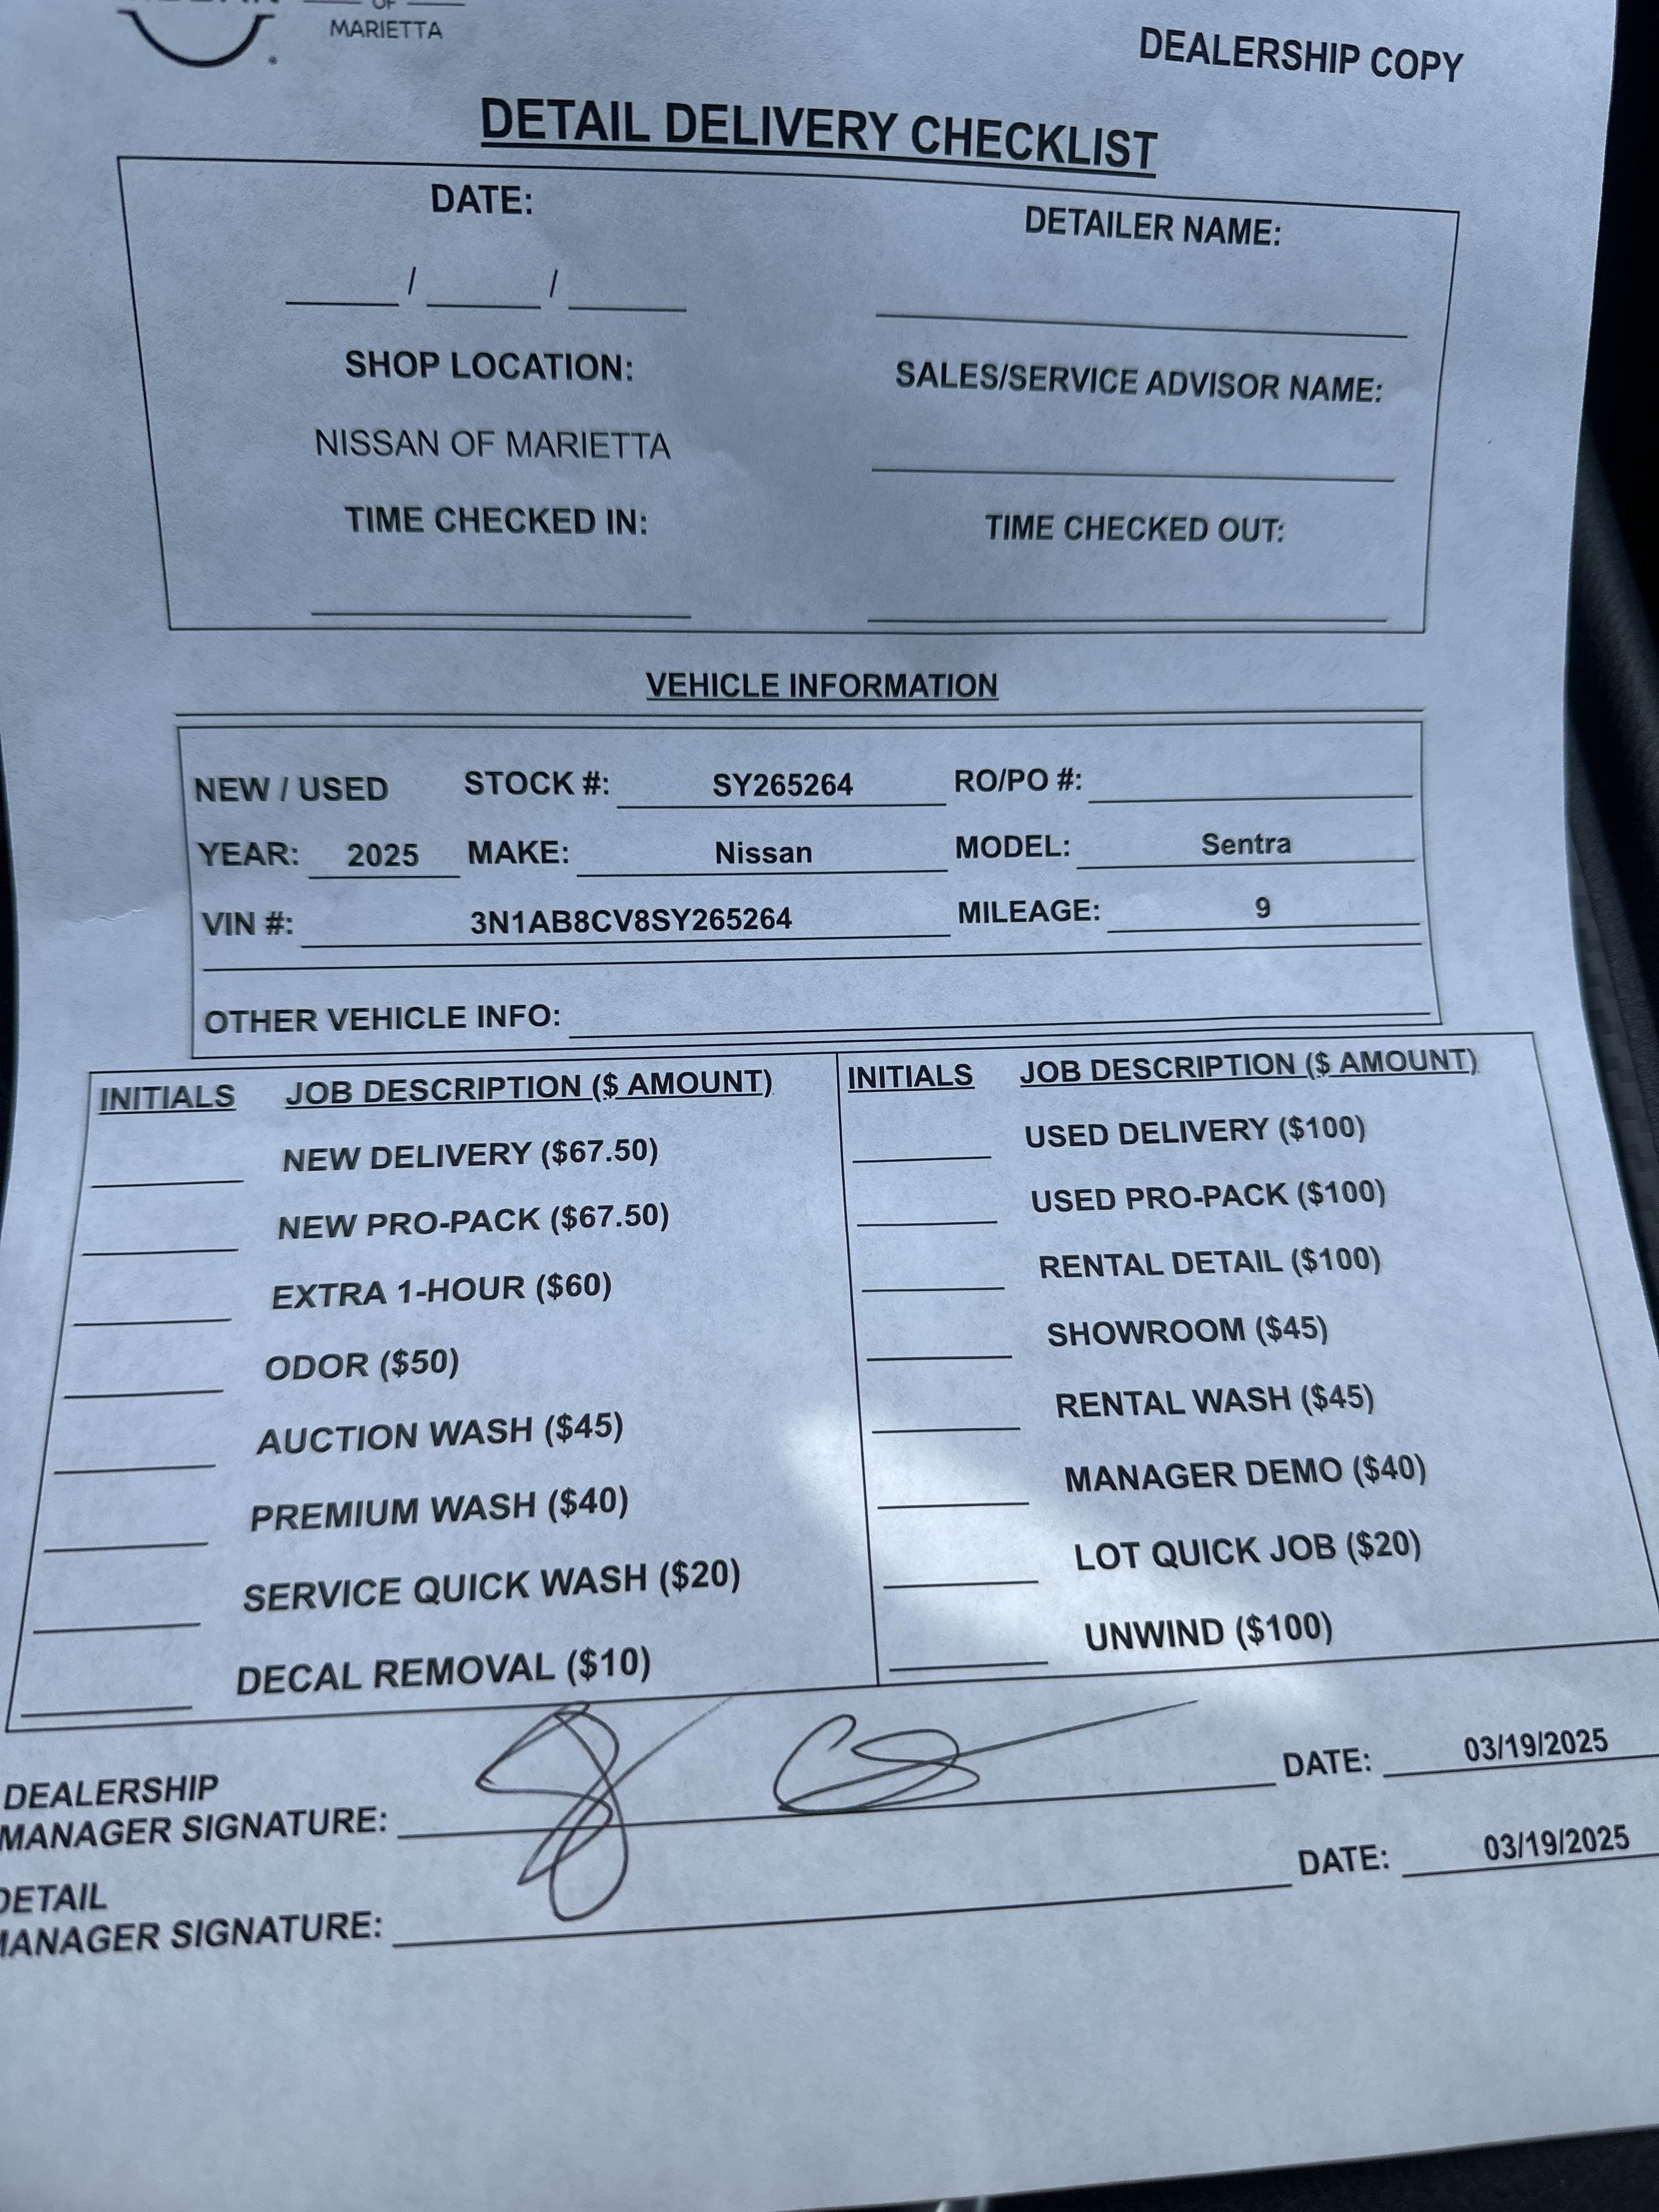 OF
MARIETTA
DEALERSHIP COPY
DETAIL DELIVERY CHECKLIST
DATE: DETAILER NAME:
____/____/____
SHOP LOCATION: SALES/SERVICE ADVISOR NAME:
NISSAN OF MARIETTA
TIME CHECKED IN: TIME CHECKED OUT:
VEHICLE INFORMATION
NEW / USED STOCK #: SY265264 RO/PO #:
YEAR: 2025 MAKE: Nissan MODEL: Sentra
VIN #: 3N1AB8CV8SY265264 MILEAGE: 9
OTHER VEHICLE INFO:
INITIALS JOB DESCRIPTION ($ AMOUNT) INITIALS JOB DESCRIPTION ($ AMOUNT)
NEW DELIVERY ($67.50) USED DELIVERY ($100)
NEW PRO-PACK ($67.50) USED PRO-PACK ($100)
EXTRA 1-HOUR ($60) RENTAL DETAIL ($100)
ODOR ($50) SHOWROOM ($45)
AUCTION WASH ($45) RENTAL WASH ($45)
PREMIUM WASH ($40) MANAGER DEMO ($40)
SERVICE QUICK WASH ($20) LOT QUICK JOB ($20)
DECAL REMOVAL ($10) UNWIND ($100)
DEALERSHIP
MANAGER SIGNATURE: DATE: 03/19/2025
DETAIL
MANAGER SIGNATURE: DATE: 03/19/2025